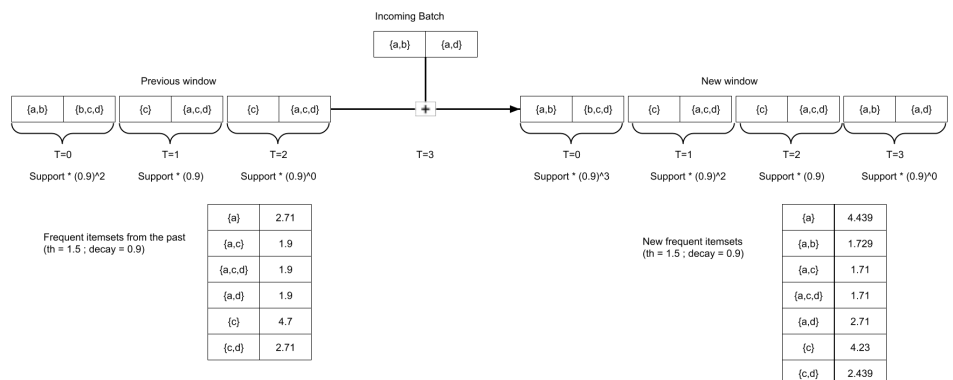 Incoming Batch
{a,b} {a,d}
Previous window
New window
{a,b} {b,c,d} {c} {a,c,d} {c} {a,c,d}
+
{a,b} {b,c,d} {c} {a,c,d} {c} {a,c,d} {a,b} {a,d}
T=0 T=1 T=2 T=3 T=0 T=1 T=2 T=3
Support * (0.9)^2 Support * (0.9) Support * (0.9)^0 Support * (0.9)^3 Support * (0.9)^2 Support * (0.9) Support * (0.9)^0
Frequent itemsets from the past
(th = 1.5 ; decay = 0.9)
{a} 2.71
{a,c} 1.9
{a,c,d} 1.9
{a,d} 1.9
{c} 4.7
{c,d} 2.71
New frequent itemsets
(th = 1.5 ; decay = 0.9)
{a} 4.439
{a,b} 1.729
{a,c} 1.71
{a,c,d} 1.71
{a,d} 2.71
{c} 4.23
{c,d} 2.439